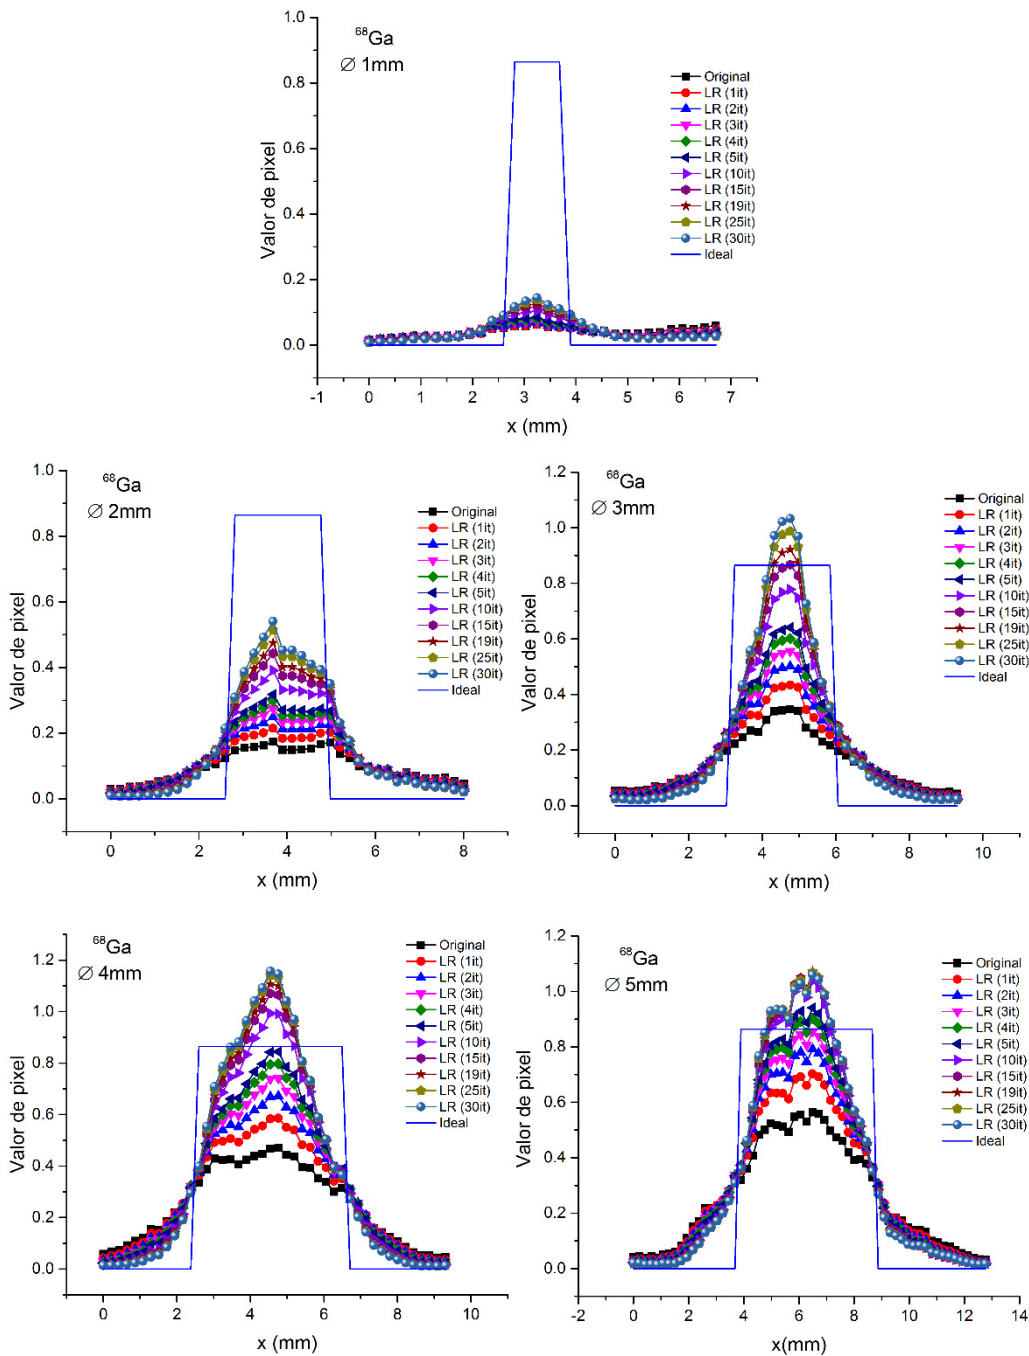 ⁶⁸Ga
∅ 1mm
Valor de pixel
1.0
0.8
0.6
0.4
0.2
0.0
-1
0
1
2
3
4
5
6
7
x (mm)
Original
LR (1it)
LR (2it)
LR (3it)
LR (4it)
LR (5it)
LR (10it)
LR (15it)
LR (19it)
LR (25it)
LR (30it)
Ideal
⁶⁸Ga
∅ 2mm
Valor de pixel
1.0
0.8
0.6
0.4
0.2
0.0
0
2
4
6
8
x (mm)
Original
LR (1it)
LR (2it)
LR (3it)
LR (4it)
LR (5it)
LR (10it)
LR (15it)
LR (19it)
LR (25it)
LR (30it)
Ideal
⁶⁸Ga
∅ 3mm
Valor de pixel
1.2
1.0
0.8
0.6
0.4
0.2
0.0
0
2
4
6
8
10
x (mm)
Original
LR (1it)
LR (2it)
LR (3it)
LR (4it)
LR (5it)
LR (10it)
LR (15it)
LR (19it)
LR (25it)
LR (30it)
Ideal
⁶⁸Ga
∅ 4mm
Valor de pixel
1.2
1.0
0.8
0.6
0.4
0.2
0.0
0
2
4
6
8
10
x (mm)
Original
LR (1it)
LR (2it)
LR (3it)
LR (4it)
LR (5it)
LR (10it)
LR (15it)
LR (19it)
LR (25it)
LR (30it)
Ideal
⁶⁸Ga
∅ 5mm
Valor de pixel
1.2
1.0
0.8
0.6
0.4
0.2
0.0
-2
0
2
4
6
8
10
12
14
x(mm)
Original
LR (1it)
LR (2it)
LR (3it)
LR (4it)
LR (5it)
LR (10it)
LR (15it)
LR (19it)
LR (25it)
LR (30it)
Ideal